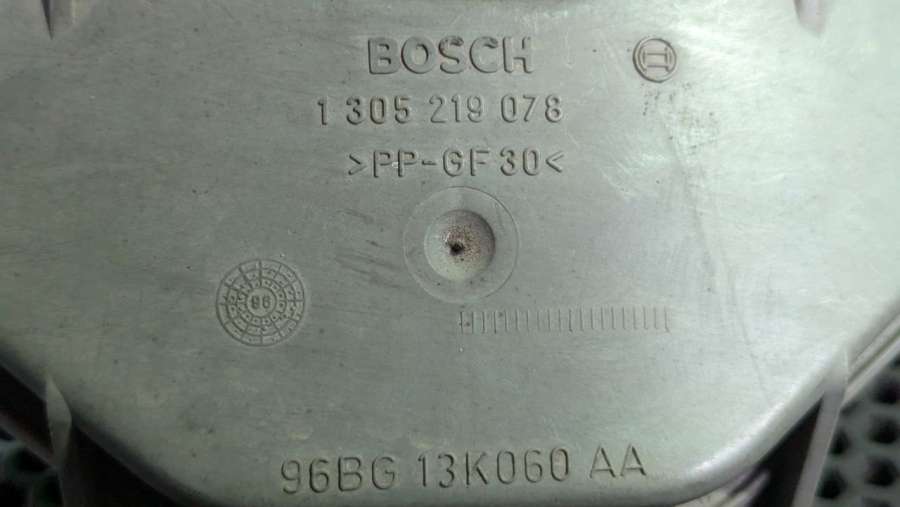 BOSCH
1 305 219 078
>PP-GF 30<
96BG 13K060 AA